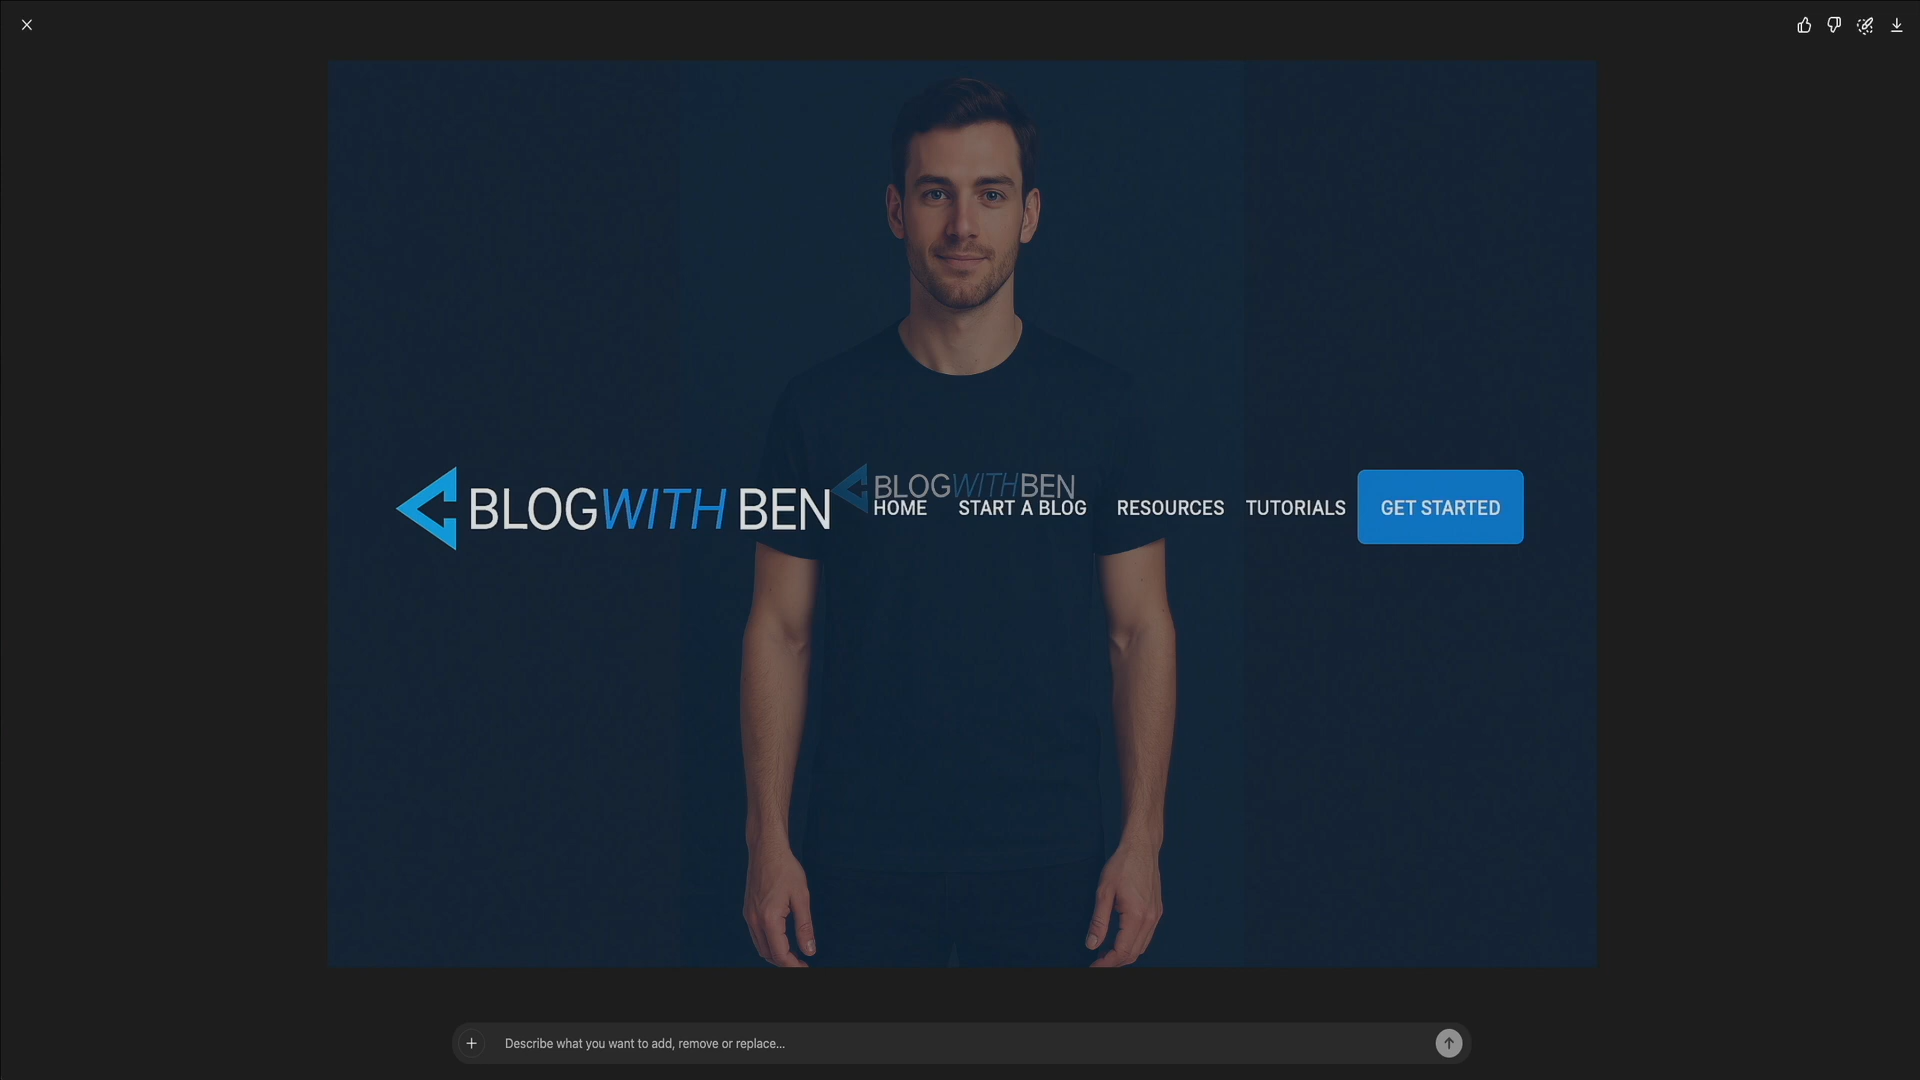 BLOGWITHBEN
BLOGWITH BEN HOME START A BLOG RESOURCES TUTORIALS GET STARTED
Describe what you want to add, remove or replace...